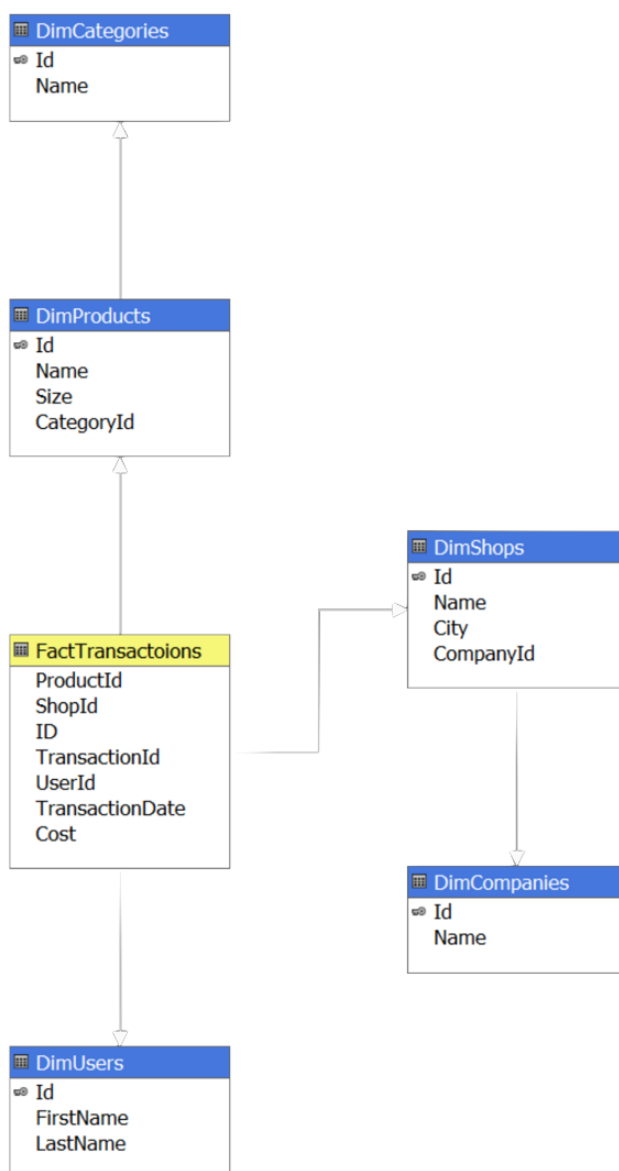 DimCategories
Id
Name
DimProducts
Id
Name
Size
CategoryId
DimShops
Id
Name
City
CompanyId
FactTransactoions
ProductId
ShopId
ID
TransactionId
UserId
TransactionDate
Cost
DimCompanies
Id
Name
DimUsers
Id
FirstName
LastName